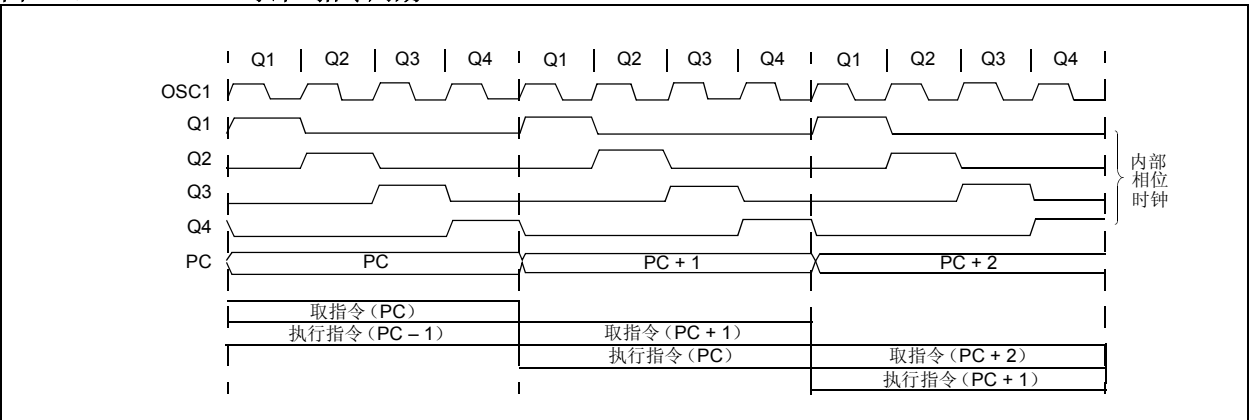 Q1 Q2 Q3 Q4 Q1 Q2 Q3 Q4 Q1 Q2 Q3 Q4
OSC1
Q1
Q2
Q3
Q4
内部
相位
时钟
PC PC PC + 1 PC + 2
取指令（PC）
执行指令（PC – 1） 取指令（PC + 1）
执行指令（PC） 取指令（PC + 2）
执行指令（PC + 1）